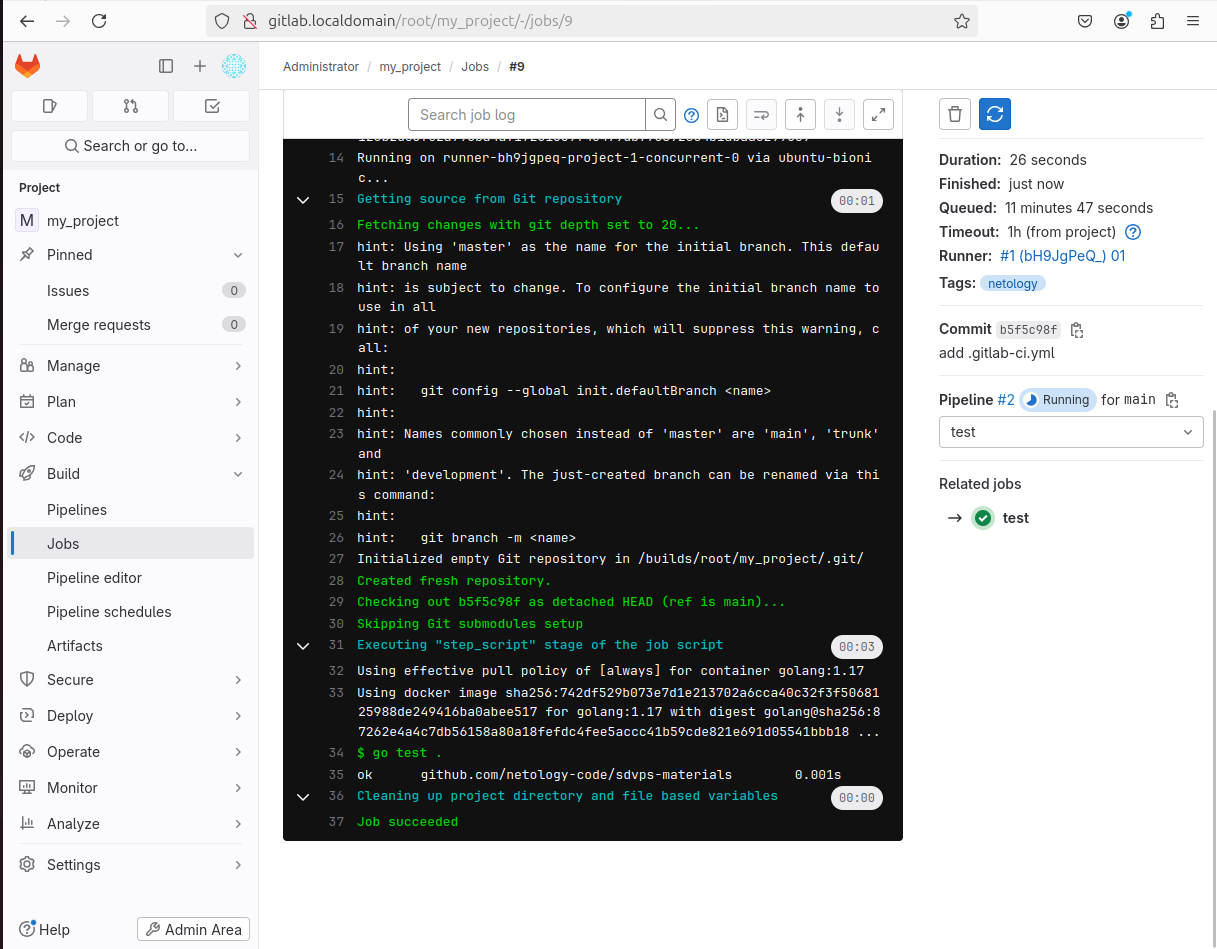 gitlab.localdomain/root/my_project/-/jobs/9
Administrator / my_project / Jobs / #9
Search or go to...
Project
M my_project
Pinned
Issues 0
Merge requests 0
Manage
Plan
Code
Build
Pipelines
Jobs
Pipeline editor
Pipeline schedules
Artifacts
Secure
Deploy
Operate
Monitor
Analyze
Settings
Help
Admin Area
Search job log
14 Running on runner-bh9jgpeq-project-1-concurrent-0 via ubuntu-bioni
c...
15 Getting source from Git repository 00:01
16 Fetching changes with git depth set to 20...
17 hint: Using 'master' as the name for the initial branch. This defau
lt branch name
18 hint: is subject to change. To configure the initial branch name to
use in all
19 hint: of your new repositories, which will suppress this warning, c
all:
20 hint:
21 hint: git config --global init.defaultBranch <name>
22 hint:
23 hint: Names commonly chosen instead of 'master' are 'main', 'trunk'
and
24 hint: 'development'. The just-created branch can be renamed via thi
s command:
25 hint:
26 hint: git branch -m <name>
27 Initialized empty Git repository in /builds/root/my_project/.git/
28 Created fresh repository.
29 Checking out b5f5c98f as detached HEAD (ref is main)...
30 Skipping Git submodules setup
31 Executing "step_script" stage of the job script 00:03
32 Using effective pull policy of [always] for container golang:1.17
33 Using docker image sha256:742df529b073e7d1e213702a6cca40c32f3f50681
25988de249416ba0abee517 for golang:1.17 with digest golang@sha256:8
7262e4a4c7db56158a80a18fefdc4fee5accc41b59cde821e691d05541bbb18 ...
34 $ go test .
35 ok github.com/netology-code/sdvps-materials 0.001s
36 Cleaning up project directory and file based variables 00:00
37 Job succeeded
Duration: 26 seconds
Finished: just now
Queued: 11 minutes 47 seconds
Timeout: 1h (from project)
Runner: #1 (bH9JgPeQ_) 01
Tags: netology
Commit b5f5c98f
add .gitlab-ci.yml
Pipeline #2 Running for main
test
Related jobs
test